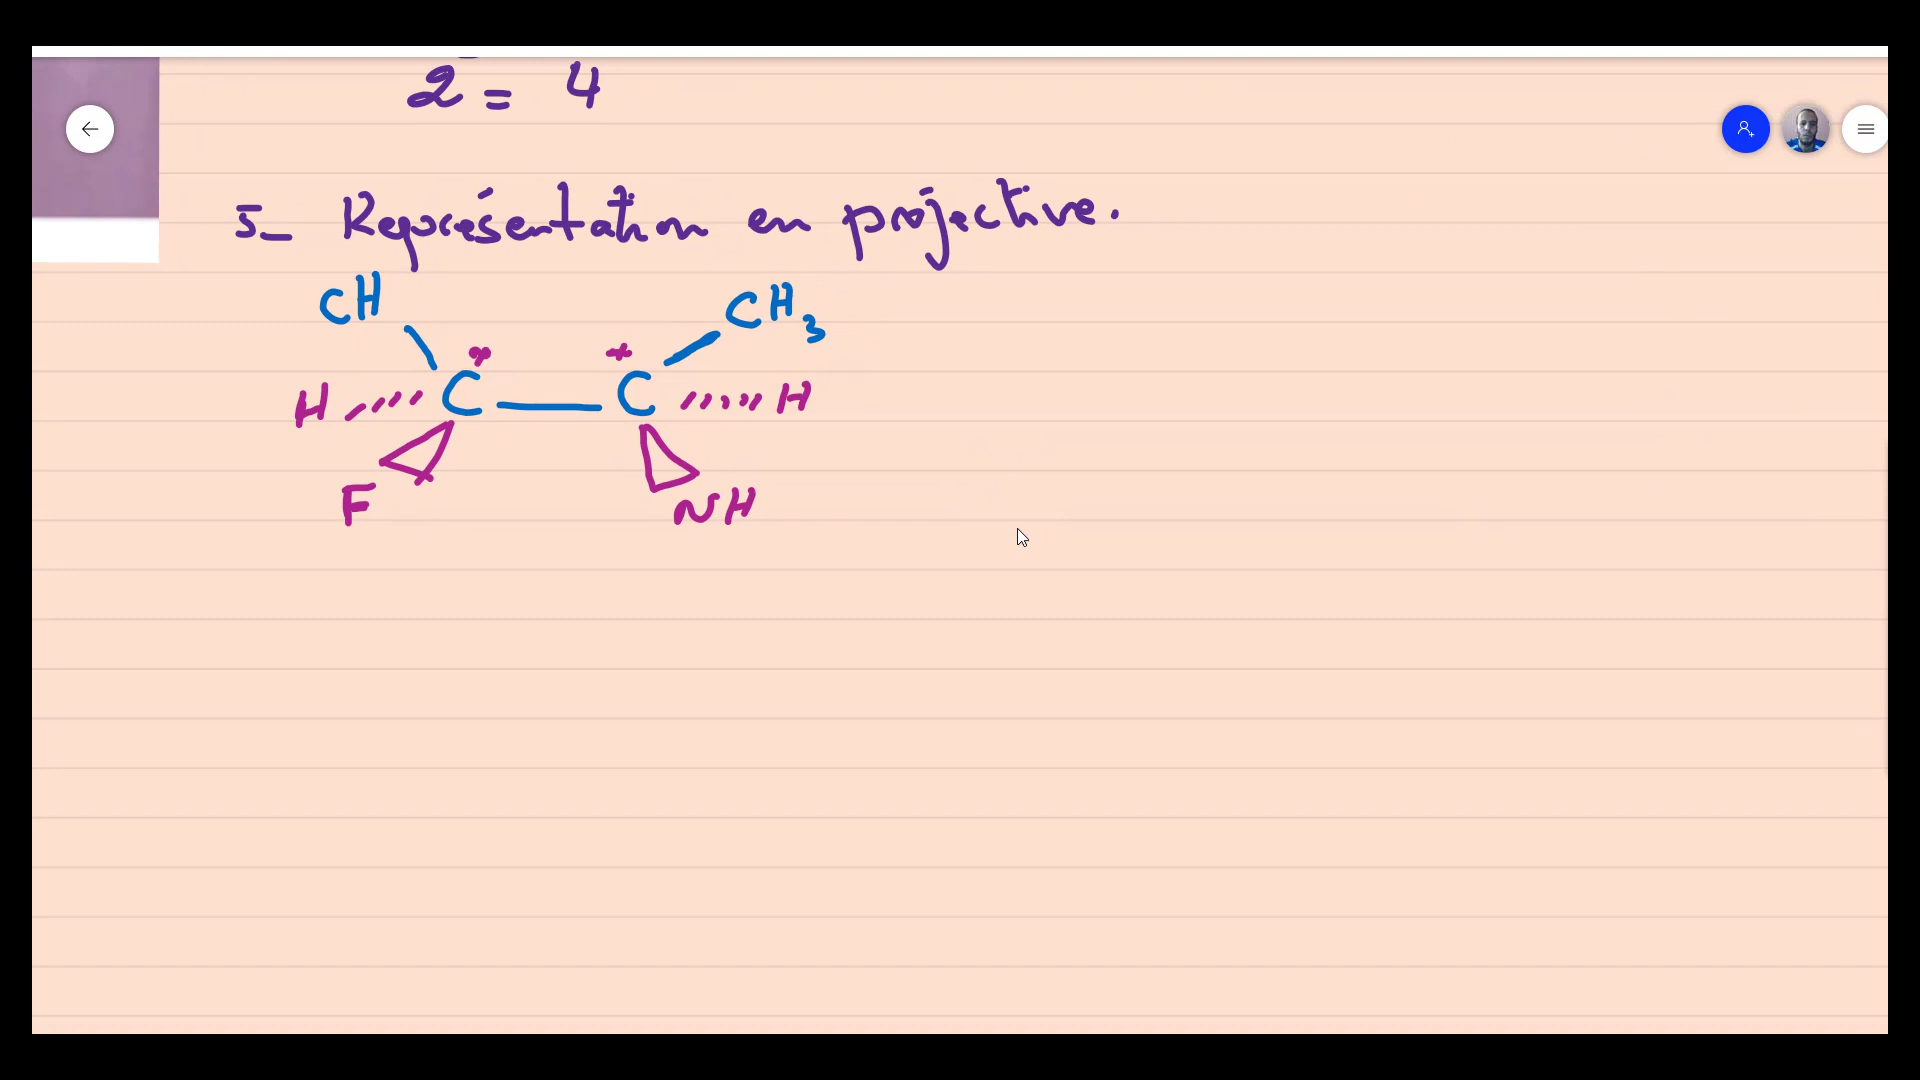 2 = 4
5_ Représentation en projective.
CH CH3
* *
H C C H
F NH